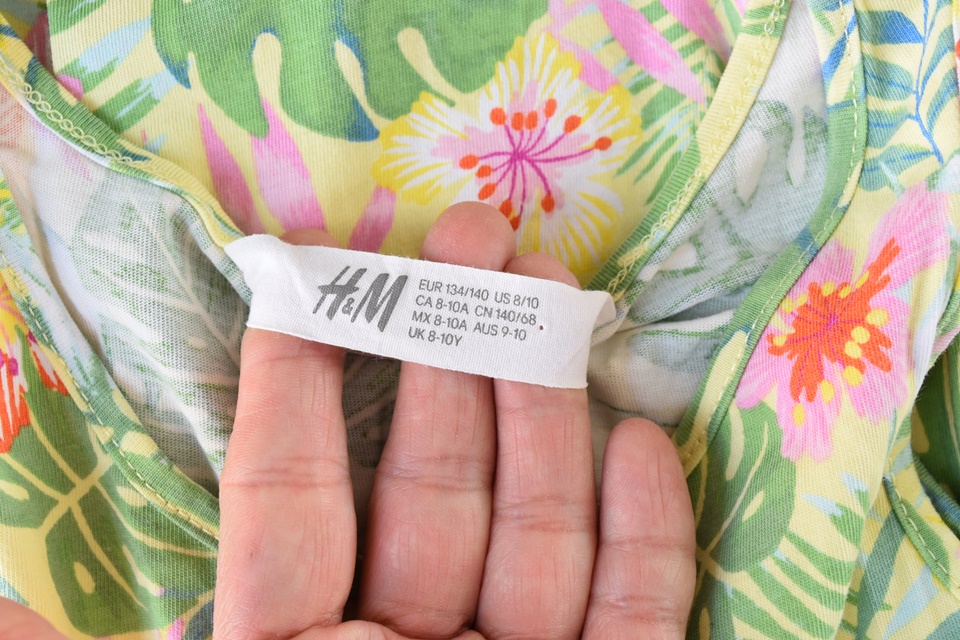 H&M
EUR 134/140 US 8/10
CA 8-10A CN 140/68
MX 8-10A AUS 9-10
UK 8-10Y